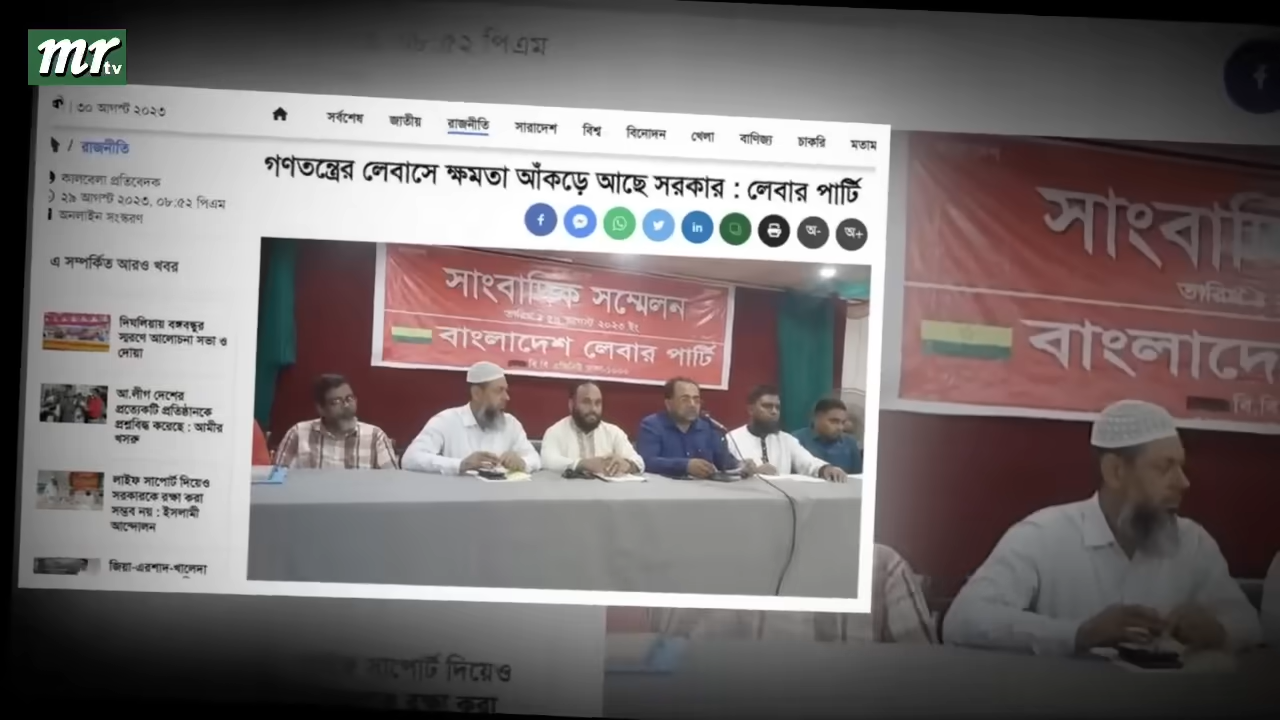 mr tv
০৮:৫২ পিএম
৩০ আগস্ট ২০২৩
সর্বশেষ জাতীয় রাজনীতি সারাদেশ বিশ্ব বিনোদন খেলা বাণিজ্য চাকরি মতাম
/ রাজনীতি
কালবেলা প্রতিবেদক
২৯ আগস্ট ২০২৩, ০৮:৫২ পিএম
অনলাইন সংস্করণ
গণতন্ত্রের লেবাসে ক্ষমতা আঁকড়ে আছে সরকার : লেবার পার্টি
অ- অ+
এ সম্পর্কিত আরও খবর
দিঘলিয়ায় বঙ্গবন্ধুর
স্মরণে আলোচনা সভা ও
দোয়া
আ.লীগ দেশের
প্রত্যেকটি প্রতিষ্ঠানকে
প্রশ্নবিদ্ধ করেছে : আমীর
খসরু
লাইফ সাপোর্ট দিয়েও
সরকারকে রক্ষা করা
সম্ভব নয় : ইসলামী
আন্দোলন
জিয়া-এরশাদ-খালেদা
সাংবাদিক সম্মেলন
আগস্ট ২০২৩ ইং
বাংলাদেশ লেবার পার্টি
সাংবাদি
তারিখ
বাংলাদে
বি.বি
সাপোর্ট দিয়েও
রক্ষা করা